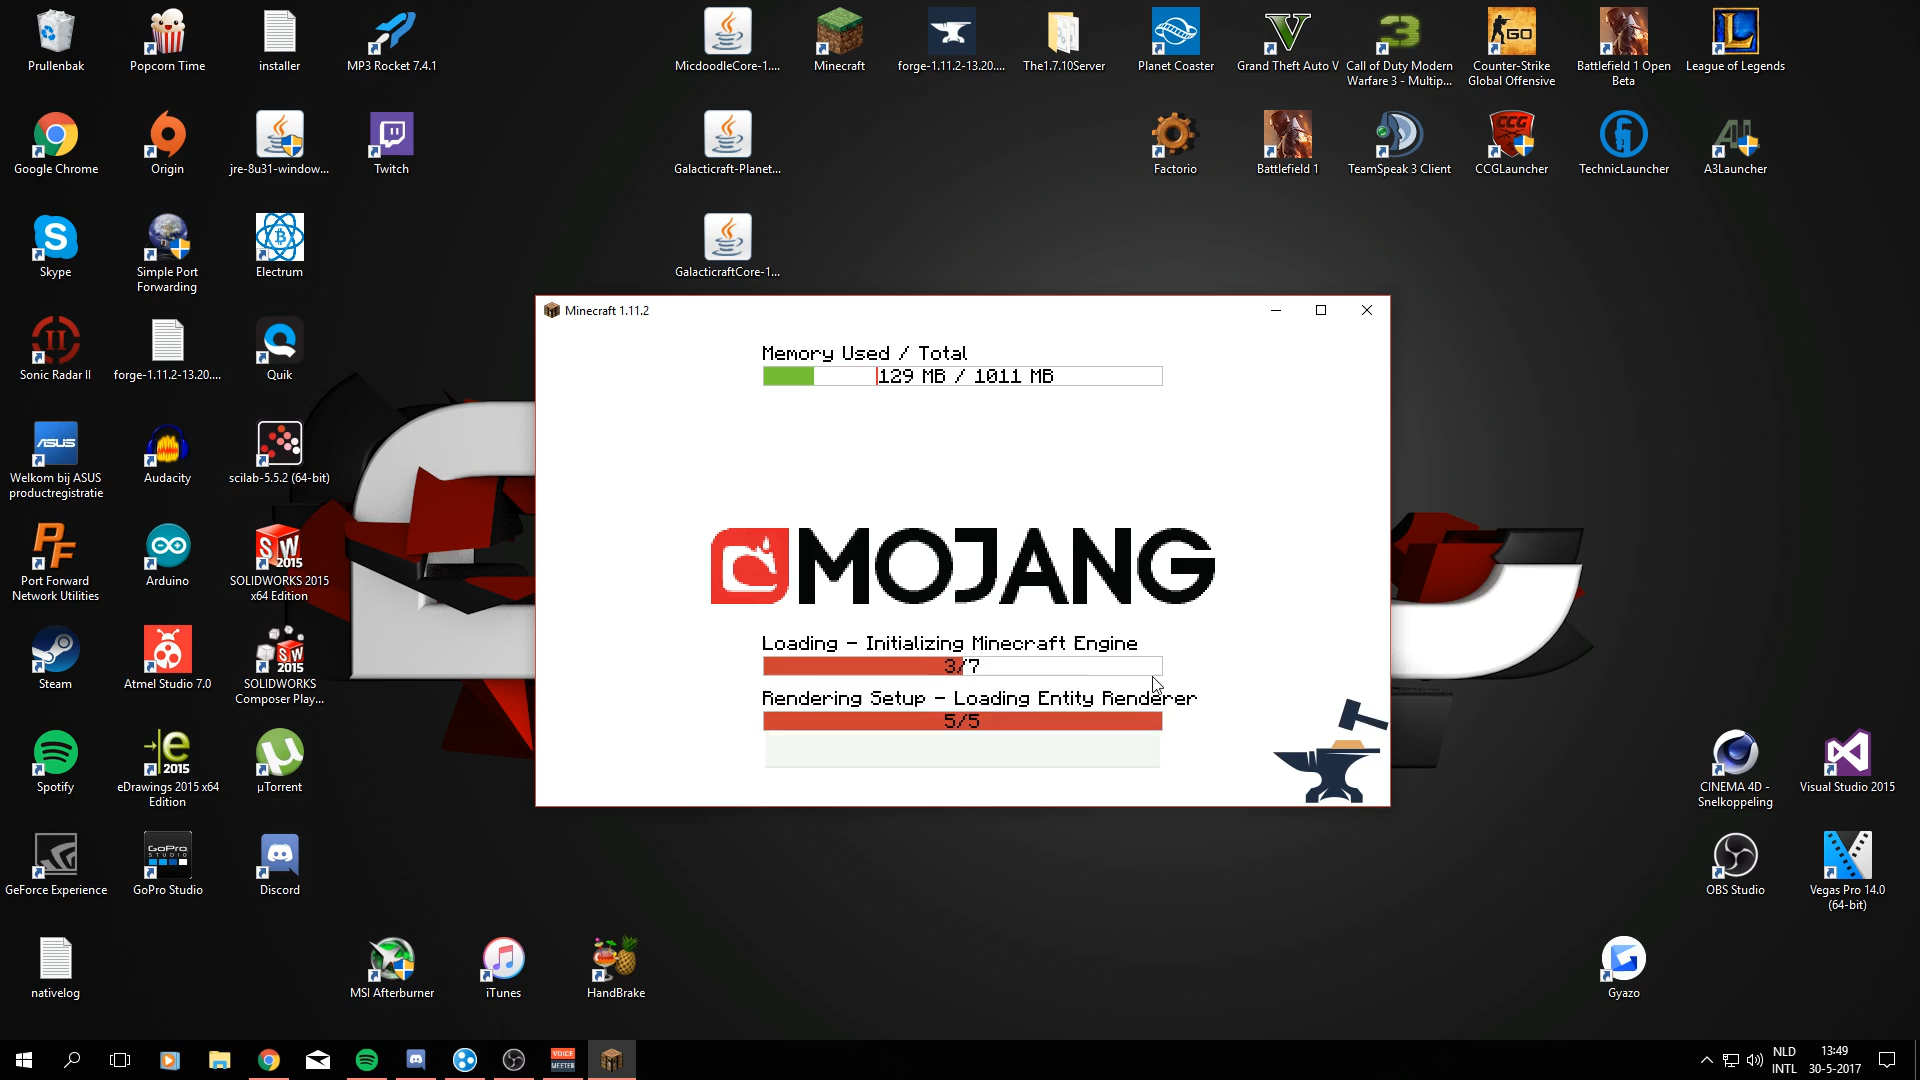 Prullenbak
Popcorn Time
installer
MP3 Rocket 7.4.1
MicdoodleCore-1....
Minecraft
forge-1.11.2-13.20....
The1.7.10Server
Planet Coaster
Grand Theft Auto V
Call of Duty Modern
Warfare 3 - Multip...
Counter-Strike
Global Offensive
Battlefield 1 Open
Beta
League of Legends
Google Chrome
Origin
jre-8u31-window...
Twitch
Galacticraft-Planet...
Factorio
Battlefield 1
TeamSpeak 3 Client
CCGLauncher
TechnicLauncher
A3Launcher
Skype
Simple Port
Forwarding
Electrum
GalacticraftCore-1...
Sonic Radar II
forge-1.11.2-13.20....
Quik
Minecraft 1.11.2
Memory Used / Total
129 MB / 1011 MB
MOJANG
Loading - Initializing Minecraft Engine
3/7
Rendering Setup - Loading Entity Renderer
5/5
Welkom bij ASUS
productregistratie
Audacity
scilab-5.5.2 (64-bit)
Port Forward
Network Utilities
Arduino
SOLIDWORKS 2015
x64 Edition
Steam
Atmel Studio 7.0
SOLIDWORKS
Composer Play...
Spotify
eDrawings 2015 x64
Edition
µTorrent
CINEMA 4D -
Snelkoppeling
Visual Studio 2015
GeForce Experience
GoPro Studio
Discord
OBS Studio
Vegas Pro 14.0
(64-bit)
nativelog
MSI Afterburner
iTunes
HandBrake
Gyazo
VOICE
MEETER
NLD
INTL
13:49
30-5-2017